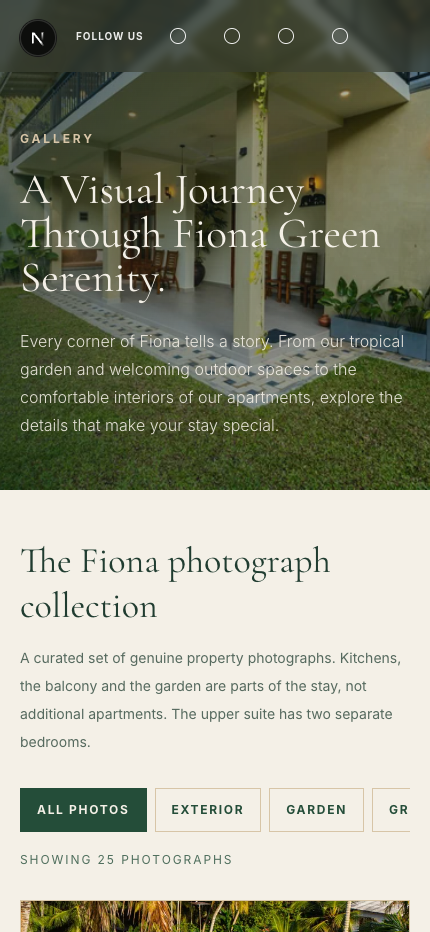 N
FOLLOW US
GALLERY
A Visual Journey
Through Fiona Green
Serenity.
Every corner of Fiona tells a story. From our tropical
garden and welcoming outdoor spaces to the
comfortable interiors of our apartments, explore the
details that make your stay special.
The Fiona photograph
collection
A curated set of genuine property photographs. Kitchens,
the balcony and the garden are parts of the stay, not
additional apartments. The upper suite has two separate
bedrooms.
ALL PHOTOS
EXTERIOR
GARDEN
GR
SHOWING 25 PHOTOGRAPHS